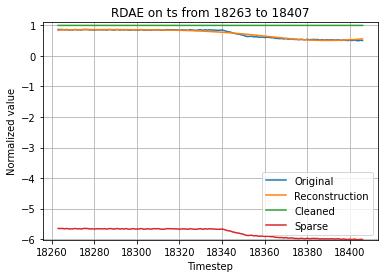 RDAE on ts from 18263 to 18407
Normalized value
1
0
−1
−2
−3
−4
−5
−6
18260 18280 18300 18320 18340 18360 18380 18400
Timestep
Original
Reconstruction
Cleaned
Sparse